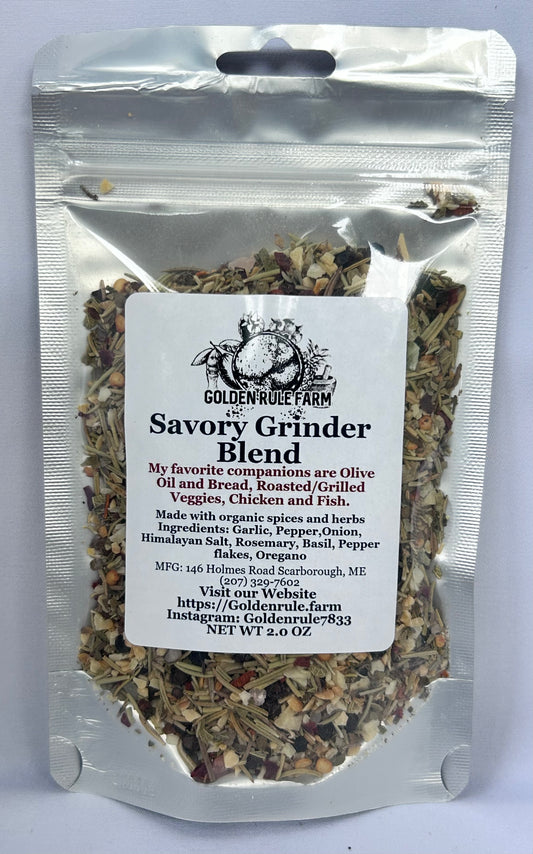 GOLDEN RULE FARM
Savory Grinder
Blend
My favorite companions are Olive
Oil and Bread, Roasted/Grilled
Veggies, Chicken and Fish.
Made with organic spices and herbs
Ingredients: Garlic, Pepper,Onion,
Himalayan Salt, Rosemary, Basil, Pepper
flakes, Oregano
MFG: 146 Holmes Road Scarborough, ME
(207) 329-7602
Visit our Website
https://Goldenrule.farm
Instagram: Goldenrule7833
NET WT 2.0 OZ